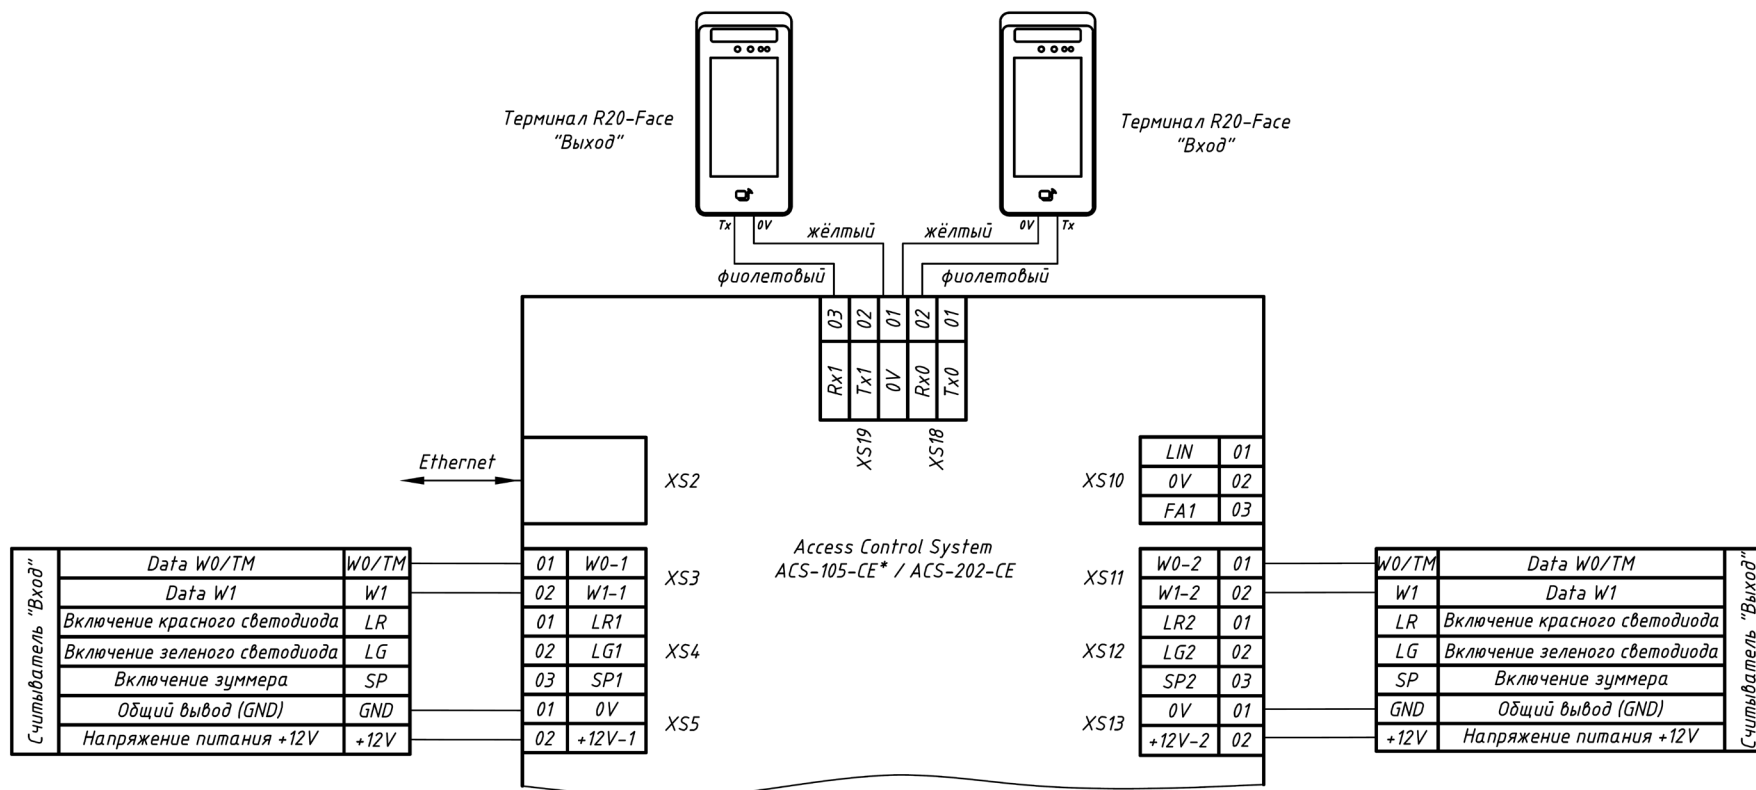 Терминал R20-Face
"Выход"
Терминал R20-Face
"Вход"
Tx 0V
0V Tx
жёлтый
жёлтый
фиолетовый
фиолетовый
03 02 01 02 01
Rx1 Tx1 0V Rx0 Tx0
XS19 XS18
Ethernet
XS2
XS10
LIN 01
0V 02
FA1 03
Access Control System
ACS-105-CE* / ACS-202-CE
Считыватель "Вход"
Data W0/TM W0/TM
Data W1 W1
Включение красного светодиода LR
Включение зеленого светодиода LG
Включение зуммера SP
Общий вывод (GND) GND
Напряжение питания +12V +12V
01 W0-1
02 W1-1
XS3
01 LR1
02 LG1
03 SP1
XS4
01 0V
02 +12V-1
XS5
XS11
W0-2 01
W1-2 02
XS12
LR2 01
LG2 02
SP2 03
XS13
0V 01
+12V-2 02
W0/TM Data W0/TM
W1 Data W1
LR Включение красного светодиода
LG Включение зеленого светодиода
SP Включение зуммера
GND Общий вывод (GND)
+12V Напряжение питания +12V
Считыватель "Выход"